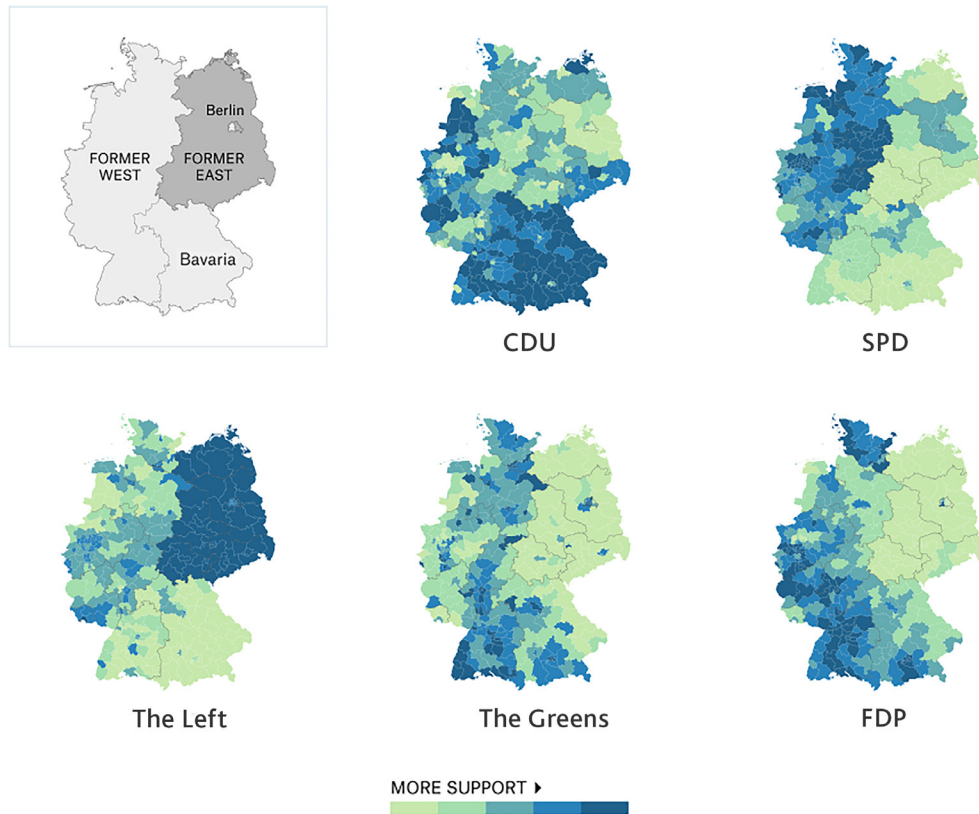 Berlin
FORMER
WEST
FORMER
EAST
Bavaria
CDU
SPD
The Left
The Greens
FDP
MORE SUPPORT